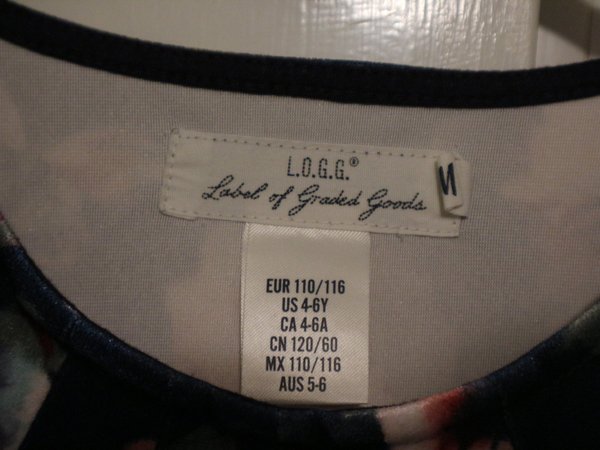 L.O.G.G.®
Label of Graded Goods
EUR 110/116
US 4-6Y
CA 4-6A
CN 120/60
MX 110/116
AUS 5-6